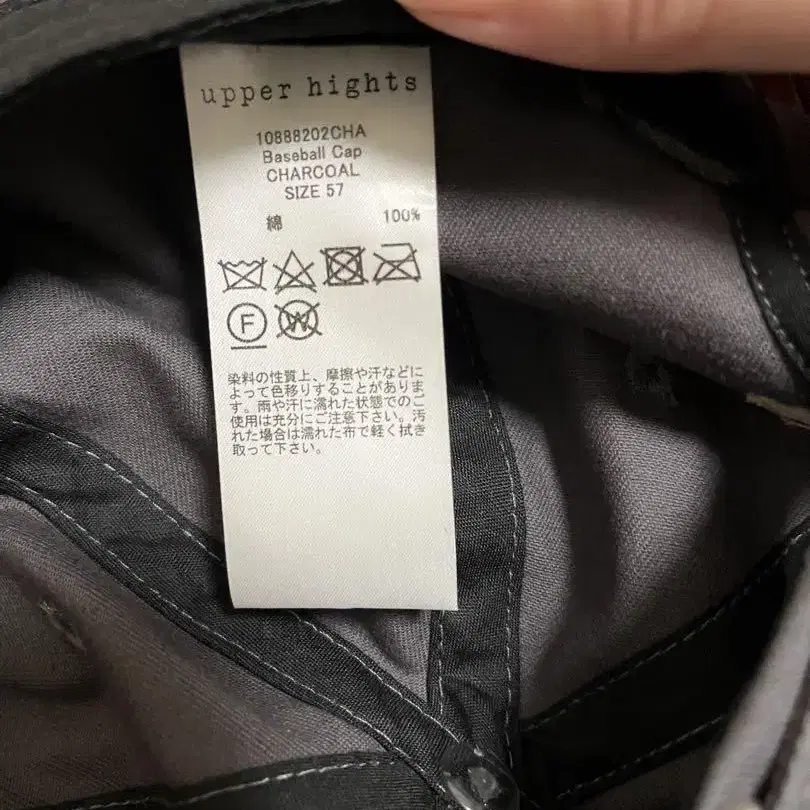 upper hights
10888202CHA
Baseball Cap
CHARCOAL
SIZE 57
綿 100%
F
W
染料の性質上、摩擦や汗などに
よって色移りすることがありま
す。雨や汗に濡れた状態でのご
使用は充分にご注意下さい。汚
れた場合は濡れた布で軽く拭き
取って下さい。